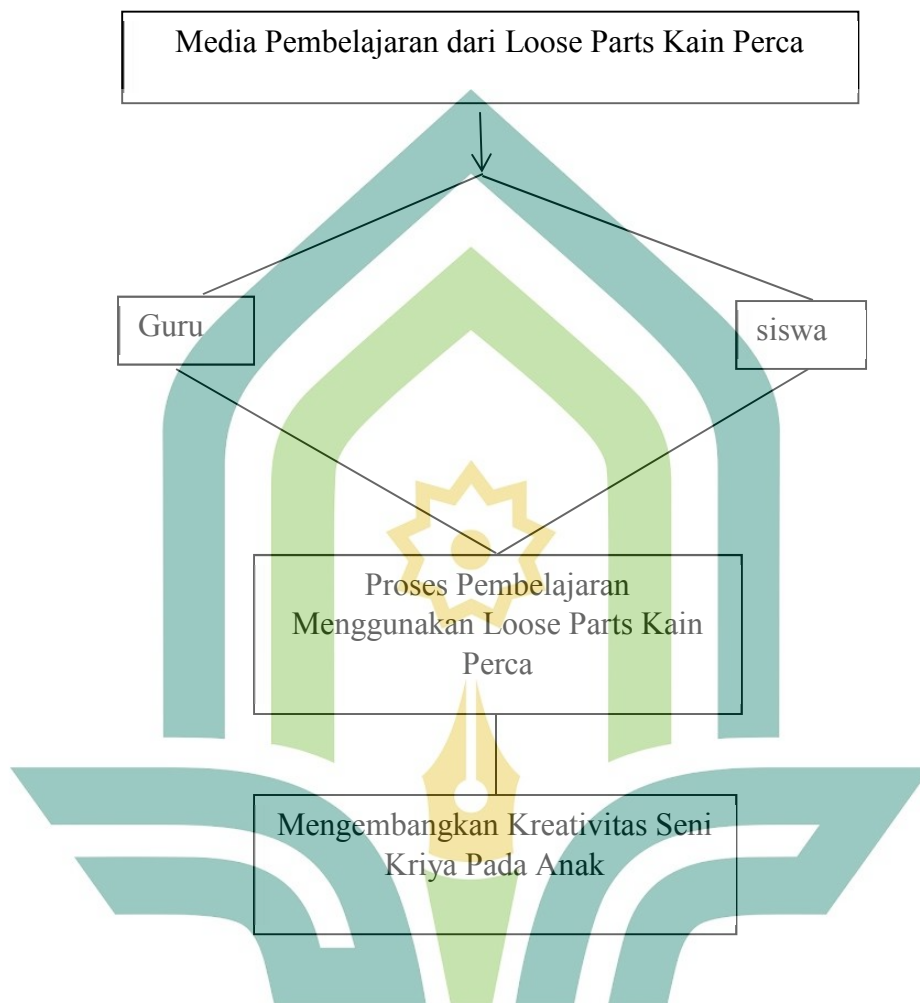 Media Pembelajaran dari Loose Parts Kain Perca
Guru
siswa
Proses Pembelajaran
Menggunakan Loose Parts Kain
Perca
Mengembangkan Kreativitas Seni
Kriya Pada Anak